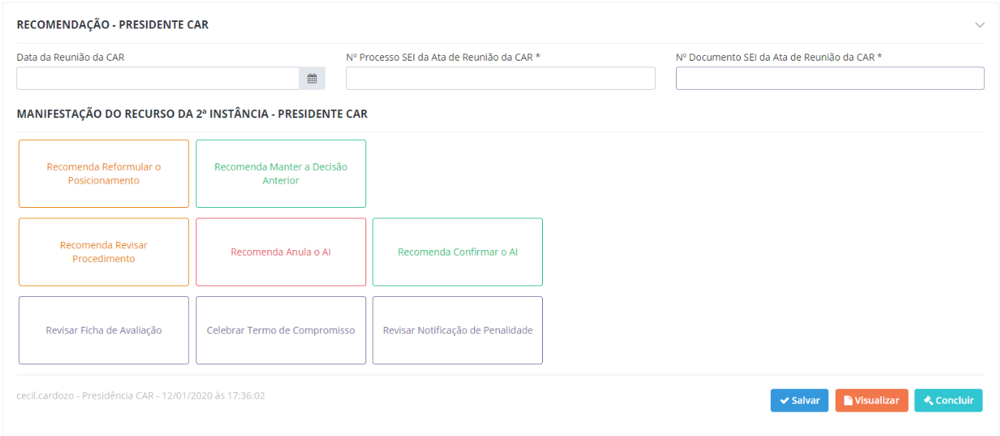 RECOMENDAÇÃO - PRESIDENTE CAR
Data da Reunião da CAR
Nº Processo SEI da Ata de Reunião da CAR *
Nº Documento SEI da Ata de Reunião da CAR *
MANIFESTAÇÃO DO RECURSO DA 2ª INSTÂNCIA - PRESIDENTE CAR
Recomenda Reformular o
Posicionamento
Recomenda Manter a Decisão
Anterior
Recomenda Revisar
Procedimento
Recomenda Anula o AI
Recomenda Confirmar o AI
Revisar Ficha de Avaliação
Celebrar Termo de Compromisso
Revisar Notificação de Penalidade
cecil.cardozo - Presidência CAR - 12/01/2020 às 17:36:02
Salvar
Visualizar
Concluir